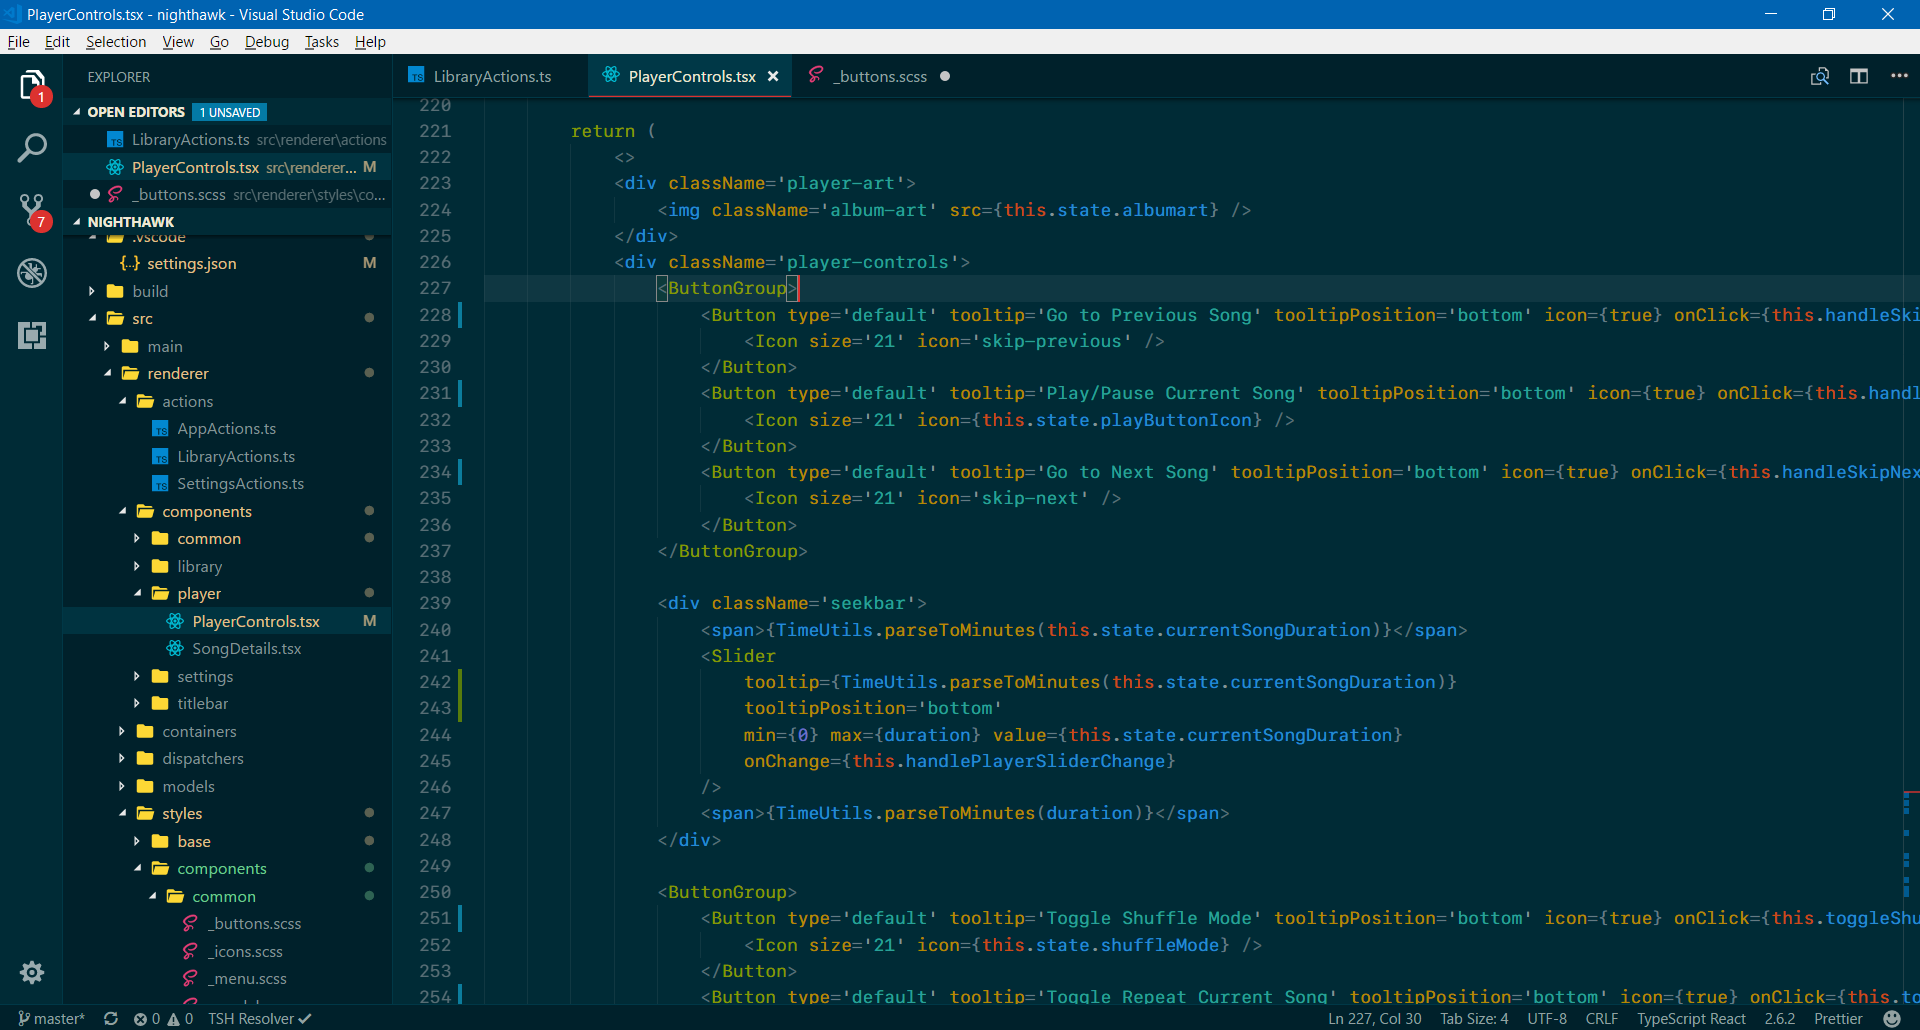 PlayerControls.tsx - nighthawk - Visual Studio Code
File Edit Selection View Go Debug Tasks Help
EXPLORER
1
7
OPEN EDITORS 1 UNSAVED
TS LibraryActions.ts src\renderer\actions
PlayerControls.tsx src\renderer... M
_buttons.scss src\renderer\styles\co...
NIGHTHAWK
.vscode
{..} settings.json M
build
src
main
renderer
actions
TS AppActions.ts
TS LibraryActions.ts
TS SettingsActions.ts
components
common
library
player
PlayerControls.tsx M
SongDetails.tsx
settings
titlebar
containers
dispatchers
models
styles
base
components
common
_buttons.scss
_icons.scss
_menu.scss
TS LibraryActions.ts PlayerControls.tsx × _buttons.scss
220
221 return (
222 <>
223 <div className='player-art'>
224 <img className='album-art' src={this.state.albumart} />
225 </div>
226 <div className='player-controls'>
227 <ButtonGroup>
228 <Button type='default' tooltip='Go to Previous Song' tooltipPosition='bottom' icon={true} onClick={this.handleSki
229 <Icon size='21' icon='skip-previous' />
230 </Button>
231 <Button type='default' tooltip='Play/Pause Current Song' tooltipPosition='bottom' icon={true} onClick={this.handl
232 <Icon size='21' icon={this.state.playButtonIcon} />
233 </Button>
234 <Button type='default' tooltip='Go to Next Song' tooltipPosition='bottom' icon={true} onClick={this.handleSkipNex
235 <Icon size='21' icon='skip-next' />
236 </Button>
237 </ButtonGroup>
238
239 <div className='seekbar'>
240 <span>{TimeUtils.parseToMinutes(this.state.currentSongDuration)}</span>
241 <Slider
242 tooltip={TimeUtils.parseToMinutes(this.state.currentSongDuration)}
243 tooltipPosition='bottom'
244 min={0} max={duration} value={this.state.currentSongDuration}
245 onChange={this.handlePlayerSliderChange}
246 />
247 <span>{TimeUtils.parseToMinutes(duration)}</span>
248 </div>
249
250 <ButtonGroup>
251 <Button type='default' tooltip='Toggle Shuffle Mode' tooltipPosition='bottom' icon={true} onClick={this.toggleShu
252 <Icon size='21' icon={this.state.shuffleMode} />
253 </Button>
254 <Button type='default' tooltip='Toggle Repeat Current Song' tooltipPosition='bottom' icon={true} onClick={this.to
master* 0 0 TSH Resolver Ln 227, Col 30 Tab Size: 4 UTF-8 CRLF TypeScript React 2.6.2 Prettier